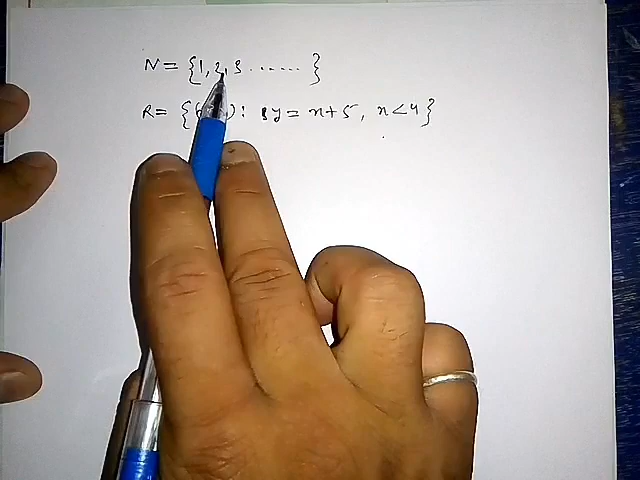 N = {1, 2, 3 ......}
R = { ): y = x + 5, x < 4}